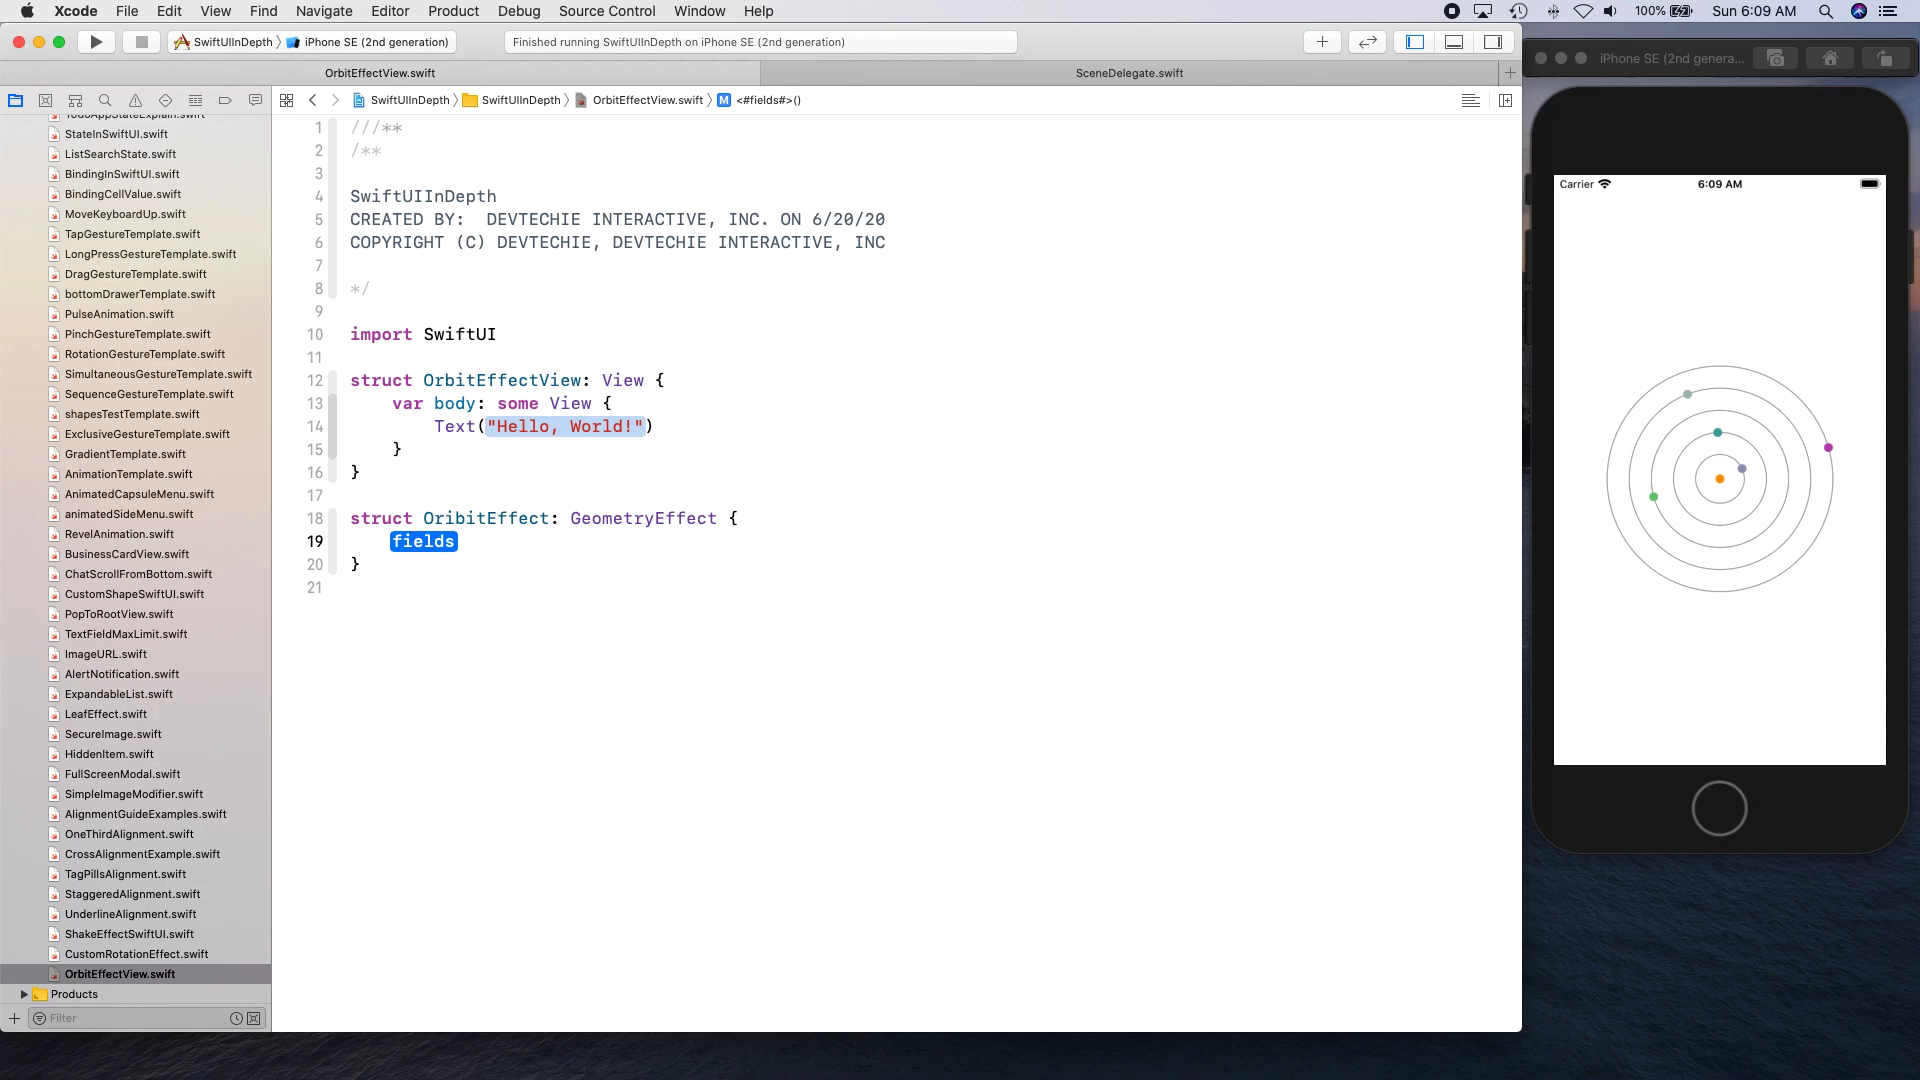 Xcode File Edit View Find Navigate Editor Product Debug Source Control Window Help
100% Sun 6:09 AM
SwiftUIInDepth iPhone SE (2nd generation)
Finished running SwiftUIInDepth on iPhone SE (2nd generation)
iPhone SE (2nd genera...
OrbitEffectView.swift
SceneDelegate.swift
SwiftUIInDepth SwiftUIInDepth OrbitEffectView.swift M <#fields#>()
TodoAppStateExplain.swift
StateInSwiftUI.swift
ListSearchState.swift
BindingInSwiftUI.swift
BindingCellValue.swift
MoveKeyboardUp.swift
TapGestureTemplate.swift
LongPressGestureTemplate.swift
DragGestureTemplate.swift
bottomDrawerTemplate.swift
PulseAnimation.swift
PinchGestureTemplate.swift
RotationGestureTemplate.swift
SimultaneousGestureTemplate.swift
SequenceGestureTemplate.swift
shapesTestTemplate.swift
ExclusiveGestureTemplate.swift
GradientTemplate.swift
AnimationTemplate.swift
AnimatedCapsuleMenu.swift
animatedSideMenu.swift
RevelAnimation.swift
BusinessCardView.swift
ChatScrollFromBottom.swift
CustomShapeSwiftUI.swift
PopToRootView.swift
TextFieldMaxLimit.swift
ImageURL.swift
AlertNotification.swift
ExpandableList.swift
LeafEffect.swift
SecureImage.swift
HiddenItem.swift
FullScreenModal.swift
SimpleImageModifier.swift
AlignmentGuideExamples.swift
OneThirdAlignment.swift
CrossAlignmentExample.swift
TagPillsAlignment.swift
StaggeredAlignment.swift
UnderlineAlignment.swift
ShakeEffectSwiftUI.swift
CustomRotationEffect.swift
OrbitEffectView.swift
Products
Filter
1 ///**
2 /**
3
4 SwiftUIInDepth
5 CREATED BY: DEVTECHIE INTERACTIVE, INC. ON 6/20/20
6 COPYRIGHT (C) DEVTECHIE, DEVTECHIE INTERACTIVE, INC
7
8 */
9
10 import SwiftUI
11
12 struct OrbitEffectView: View {
13 var body: some View {
14 Text("Hello, World!")
15 }
16 }
17
18 struct OribitEffect: GeometryEffect {
19 fields
20 }
21
Carrier 6:09 AM